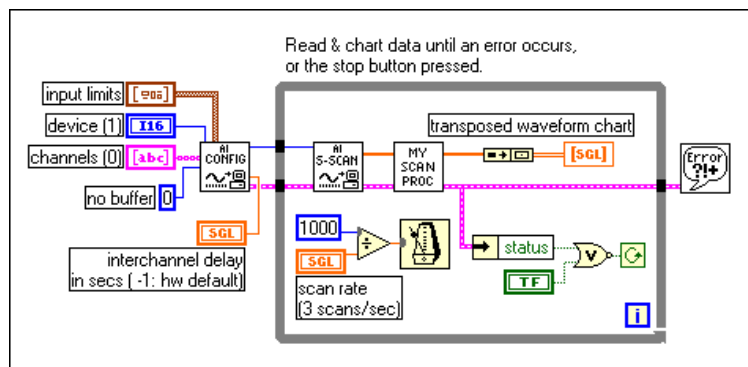 Read & chart data until an error occurs,
or the stop button pressed.
input limits
device (1)
I16
channels (0)
[abc]
no buffer
0
AI
CONFIG
SGL
interchannel delay
in secs ( -1: hw default)
AI
S-SCAN
MY
SCAN
PROC
transposed waveform chart
[SGL]
Error
?!+
1000
÷
SGL
scan rate
(3 scans/sec)
status
V
TF
i